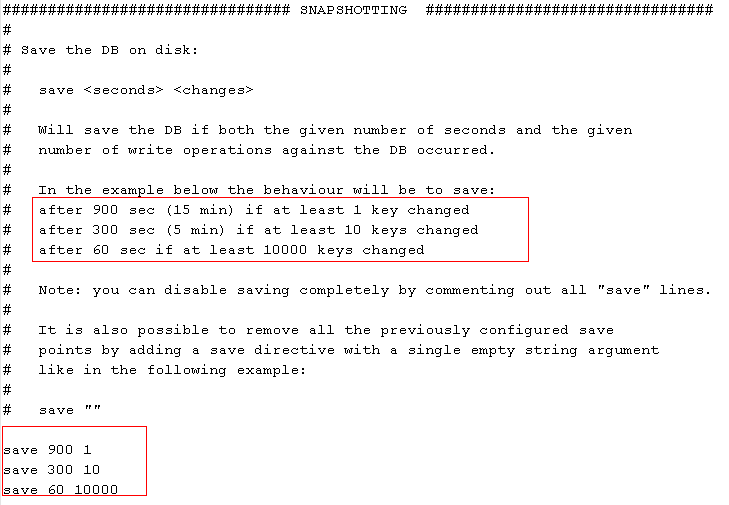 ################################ SNAPSHOTTING  ################################
#
# Save the DB on disk:
#
#   save <seconds> <changes>
#
#   Will save the DB if both the given number of seconds and the given
#   number of write operations against the DB occurred.
#
#   In the example below the behaviour will be to save:
#   after 900 sec (15 min) if at least 1 key changed
#   after 300 sec (5 min) if at least 10 keys changed
#   after 60 sec if at least 10000 keys changed
#
#   Note: you can disable saving completely by commenting out all "save" lines.
#
#   It is also possible to remove all the previously configured save
#   points by adding a save directive with a single empty string argument
#   like in the following example:
#
#   save ""
save 900 1
save 300 10
save 60 10000